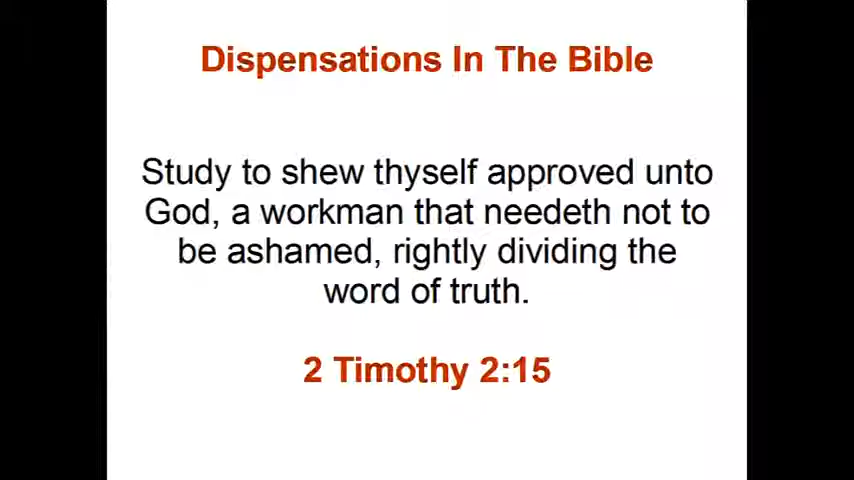 Dispensations In The Bible
Study to shew thyself approved unto
God, a workman that needeth not to
be ashamed, rightly dividing the
word of truth.
2 Timothy 2:15